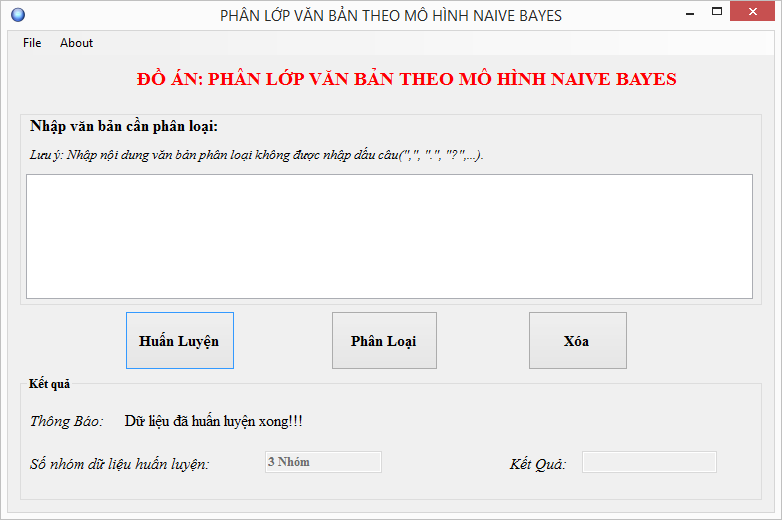 PHÂN LỚP VĂN BẢN THEO MÔ HÌNH NAIVE BAYES
File About
ĐỒ ÁN: PHÂN LỚP VĂN BẢN THEO MÔ HÌNH NAIVE BAYES
Nhập văn bản cần phân loại:
Lưu ý: Nhập nội dung văn bản phân loại không được nhập dấu câu(",", ".", "?",...).
Huấn Luyện Phân Loại Xóa
Kết quả
Thông Báo: Dữ liệu đã huấn luyện xong!!!
Số nhóm dữ liệu huấn luyện: 3 Nhóm Kết Quả: